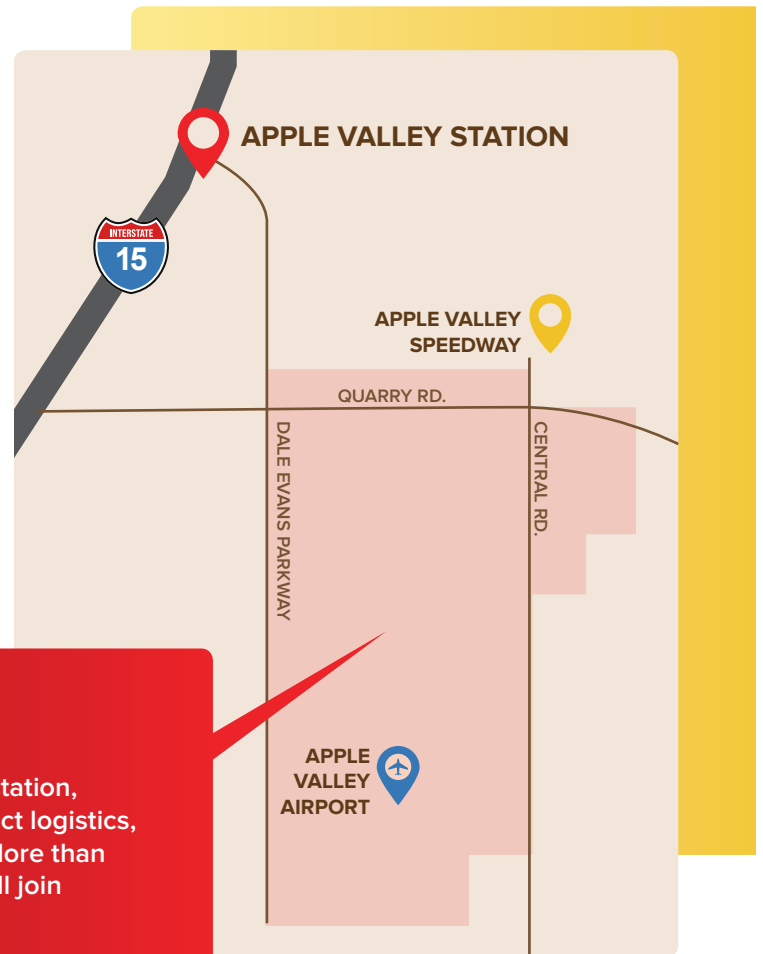 APPLE VALLEY STATION
INTERSTATE
15
APPLE VALLEY
SPEEDWAY
QUARRY RD.
DALE EVANS PARKWAY
CENTRAL RD.
APPLE
VALLEY
AIRPORT
tation,
ct logistics,
ore than
ll join